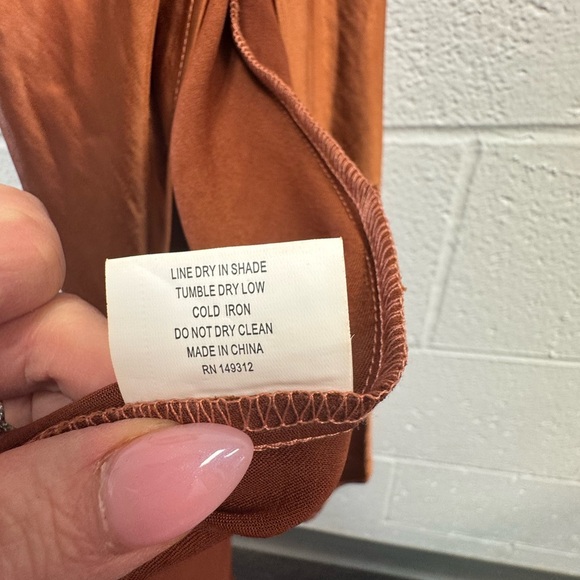 LINE DRY IN SHADE
TUMBLE DRY LOW
COLD IRON
DO NOT DRY CLEAN
MADE IN CHINA
RN 149312